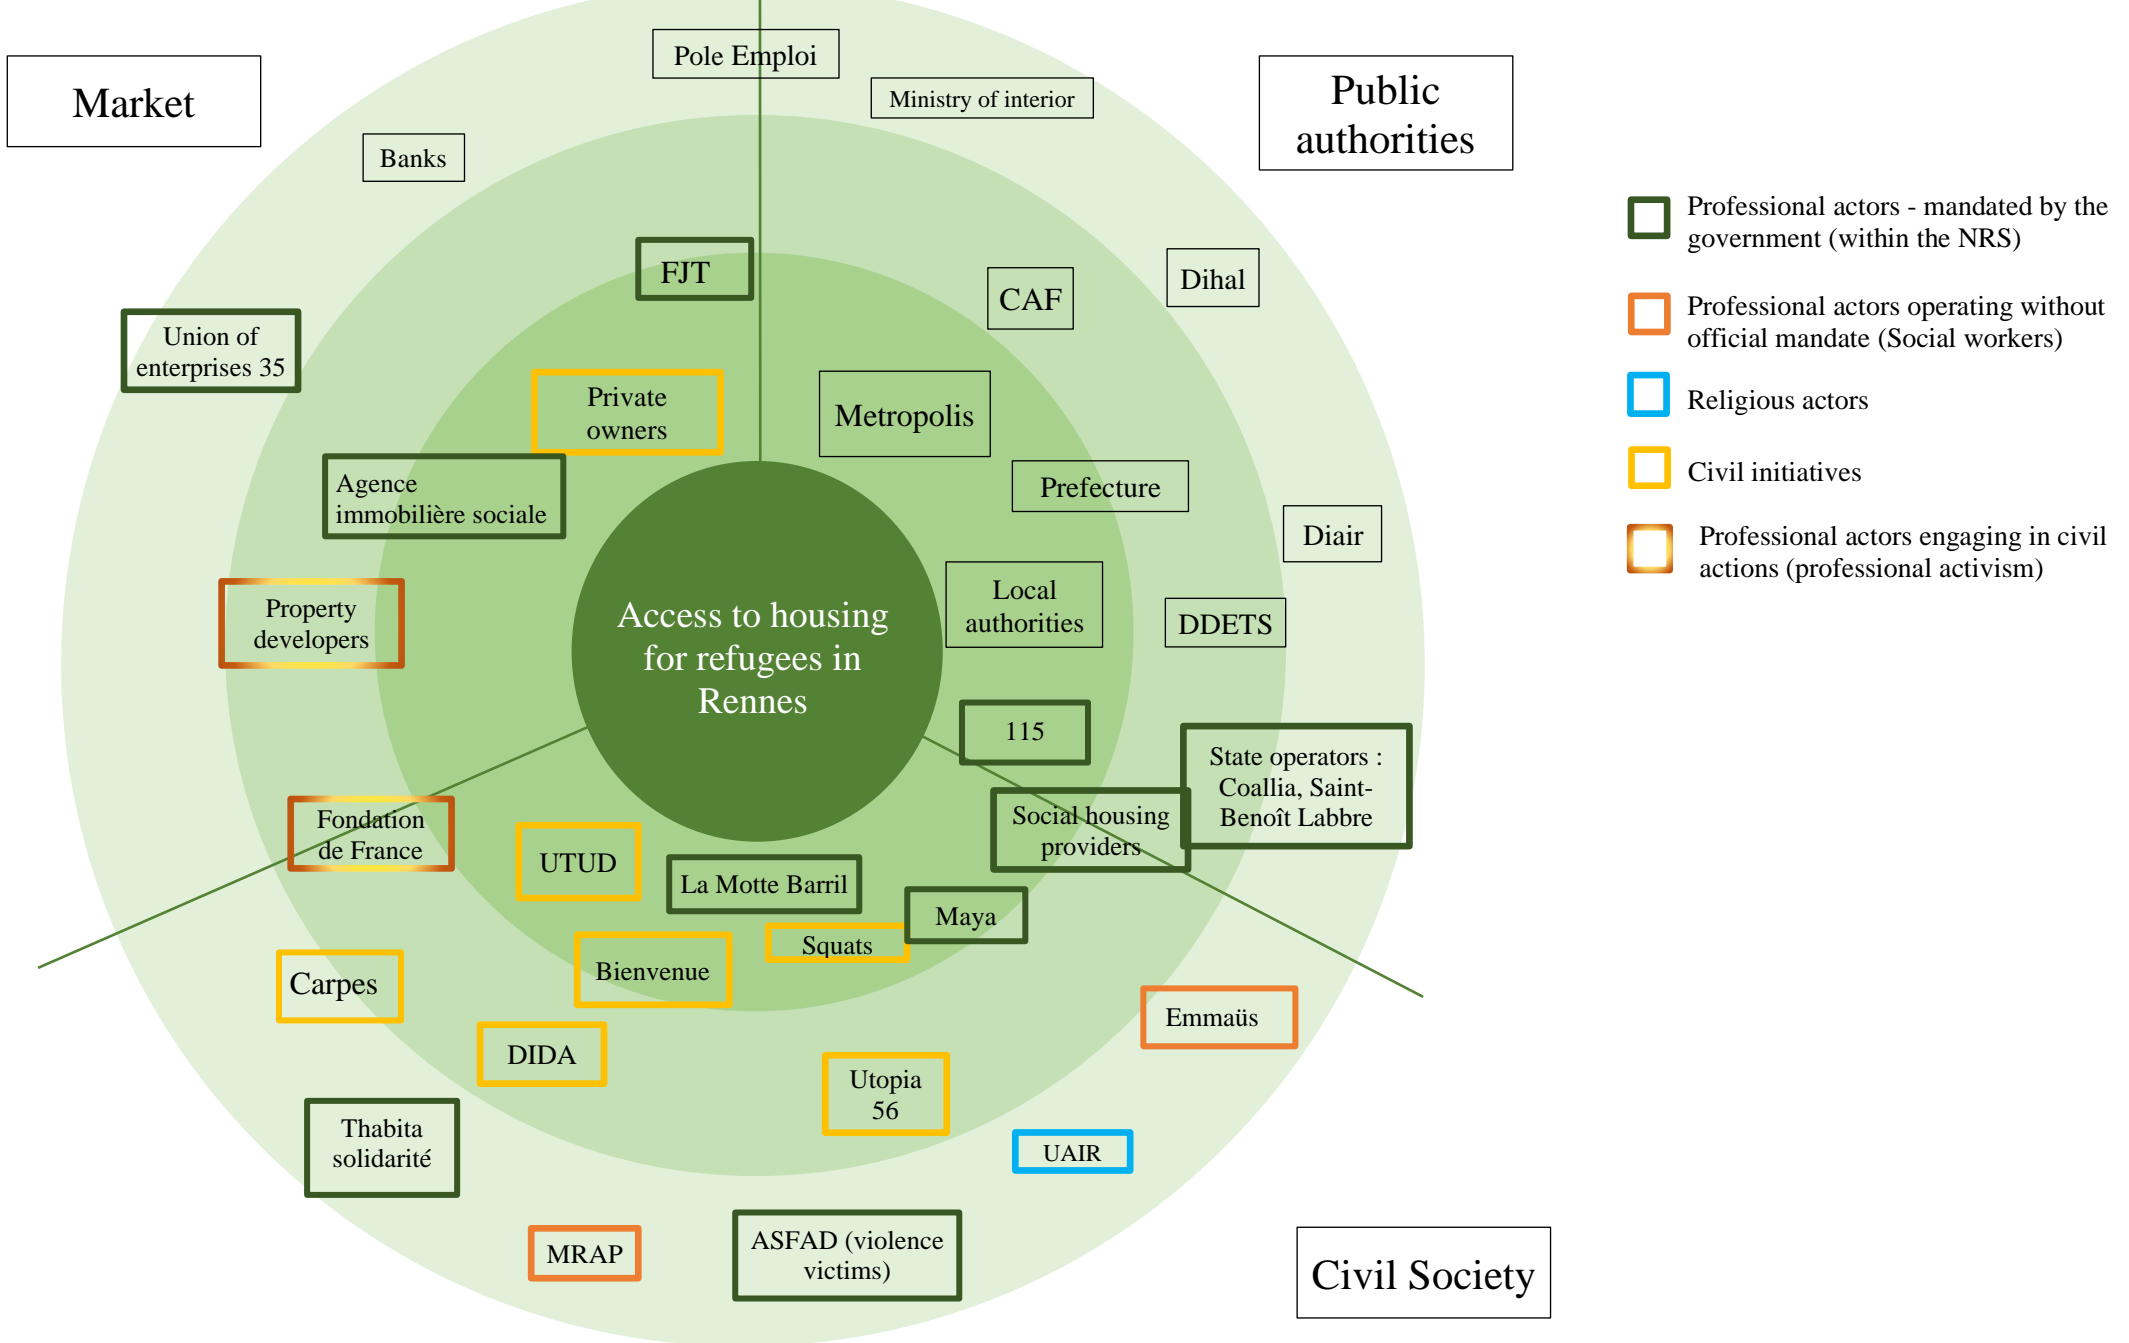 Market
Pole Emploi
Ministry of interior
Public
authorities
Banks
FJT
CAF
Dihal
Union of
enterprises 35
Private
owners
Metropolis
Agence
immobilière sociale
Prefecture
Diair
Property
developers
Access to housing
for refugees in
Rennes
Local
authorities
DDETS
115
State operators :
Coallia, Saint-
Benoît Labbre
Fondation
de France
UTUD
La Motte Barril
Social housing
providers
Maya
Squats
Bienvenue
Carpes
Emmaüs
DIDA
Utopia
56
Thabita
solidarité
UAIR
MRAP
ASFAD (violence
victims)
Civil Society
Professional actors - mandated by the
government (within the NRS)
Professional actors operating without
official mandate (Social workers)
Religious actors
Civil initiatives
Professional actors engaging in civil
actions (professional activism)